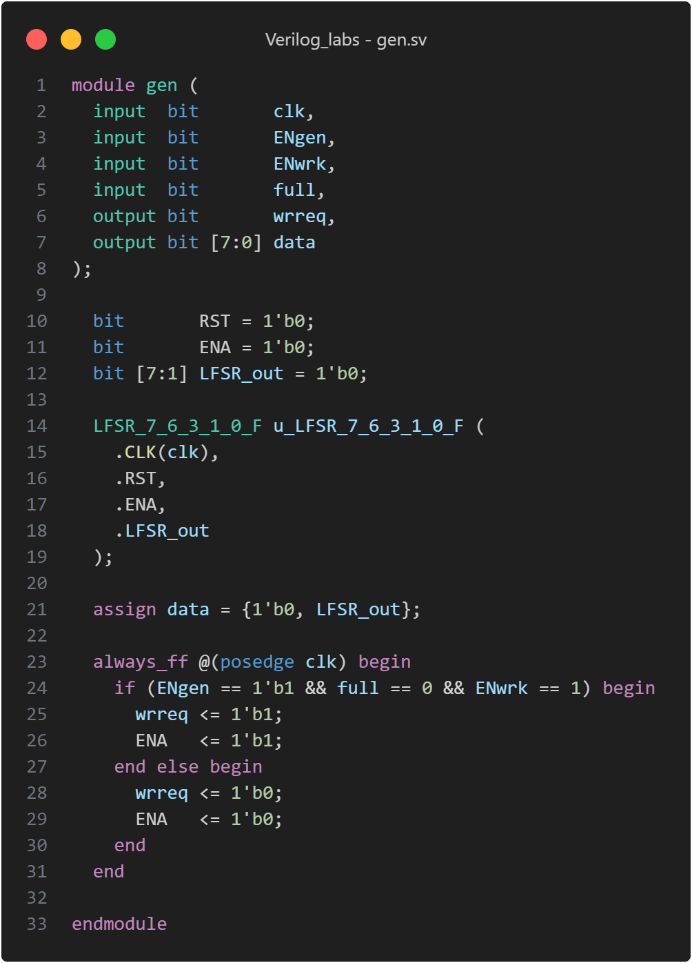 Verilog_labs - gen.sv
1 module gen (
2   input  bit       clk,
3   input  bit       ENgen,
4   input  bit       ENwrk,
5   input  bit       full,
6   output bit       wrreq,
7   output bit [7:0] data
8 );
9
10   bit       RST = 1'b0;
11   bit       ENA = 1'b0;
12   bit [7:1] LFSR_out = 1'b0;
13
14   LFSR_7_6_3_1_0_F u_LFSR_7_6_3_1_0_F (
15     .CLK(clk),
16     .RST,
17     .ENA,
18     .LFSR_out
19   );
20
21   assign data = {1'b0, LFSR_out};
22
23   always_ff @(posedge clk) begin
24     if (ENgen == 1'b1 && full == 0 && ENwrk == 1) begin
25       wrreq <= 1'b1;
26       ENA   <= 1'b1;
27     end else begin
28       wrreq <= 1'b0;
29       ENA   <= 1'b0;
30     end
31   end
32
33 endmodule